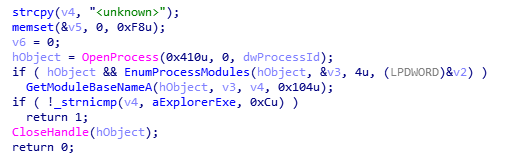 strcpy(v4, "<unknown>");
memset(&v5, 0, 0xF8u);
v6 = 0;
hObject = OpenProcess(0x410u, 0, dwProcessId);
if ( hObject && EnumProcessModules(hObject, &v3, 4u, (LPDWORD)&v2) )
GetModuleBaseNameA(hObject, v3, v4, 0x104u);
if ( !_strnicmp(v4, aExplorerExe, 0xCu) )
return 1;
CloseHandle(hObject);
return 0;